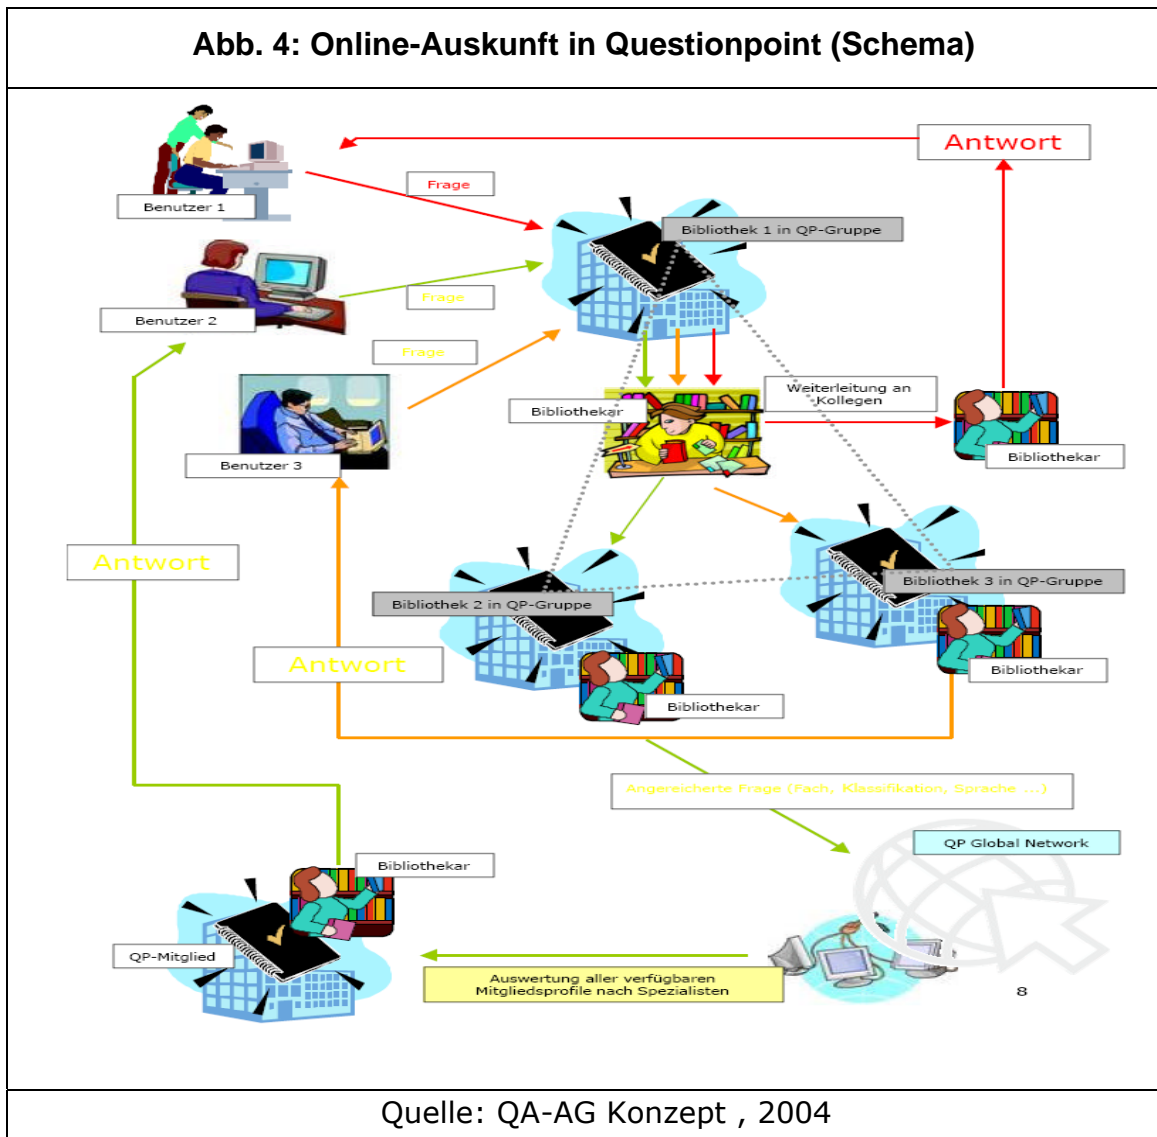 Abb. 4: Online-Auskunft in Questionpoint (Schema)
Antwort
Frage
Benutzer 1
Bibliothek 1 in QP-Gruppe
Frage
Benutzer 2
Frage
Weiterleitung an
Kollegen
Bibliothekar
Bibliothekar
Benutzer 3
Antwort
Bibliothek 3 in QP-Gruppe
Bibliothek 2 in QP-Gruppe
Antwort
Bibliothekar
Bibliothekar
Angereicherte Frage (Fach, Klassifikation, Sprache ...)
QP Global Network
Bibliothekar
QP-Mitglied
Auswertung aller verfügbaren
Mitgliedsprofile nach Spezialisten
8
Quelle: QA-AG Konzept , 2004